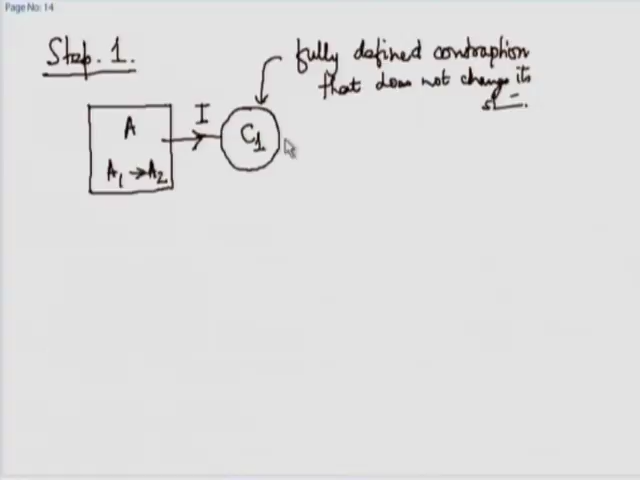 Page No: 14
Step. 1.
fully defined contraption
that does not change its
I
A
C1
A1 → A2